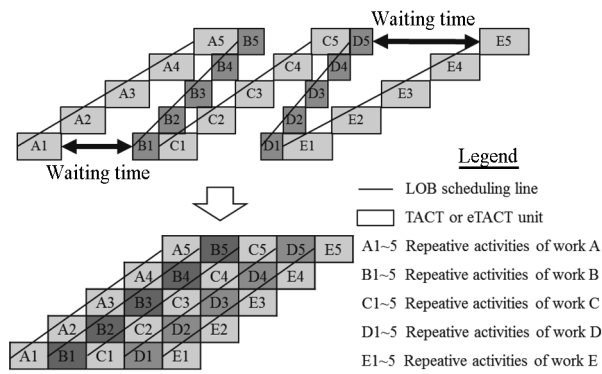 Waiting time
A5 B5 C5 D5 E5
A4 B4 C4 D4 E4
A3 B3 C3 D3 E3
A2 B2 C2 D2 E2
A1 B1 C1 D1 E1
Waiting time
Legend
LOB scheduling line
TACT or eTACT unit
A1~5 Repeative activities of work A
B1~5 Repeative activities of work B
C1~5 Repeative activities of work C
D1~5 Repeative activities of work D
E1~5 Repeative activities of work E
A5 B5 C5 D5 E5
A4 B4 C4 D4 E4
A3 B3 C3 D3 E3
A2 B2 C2 D2 E2
A1 B1 C1 D1 E1